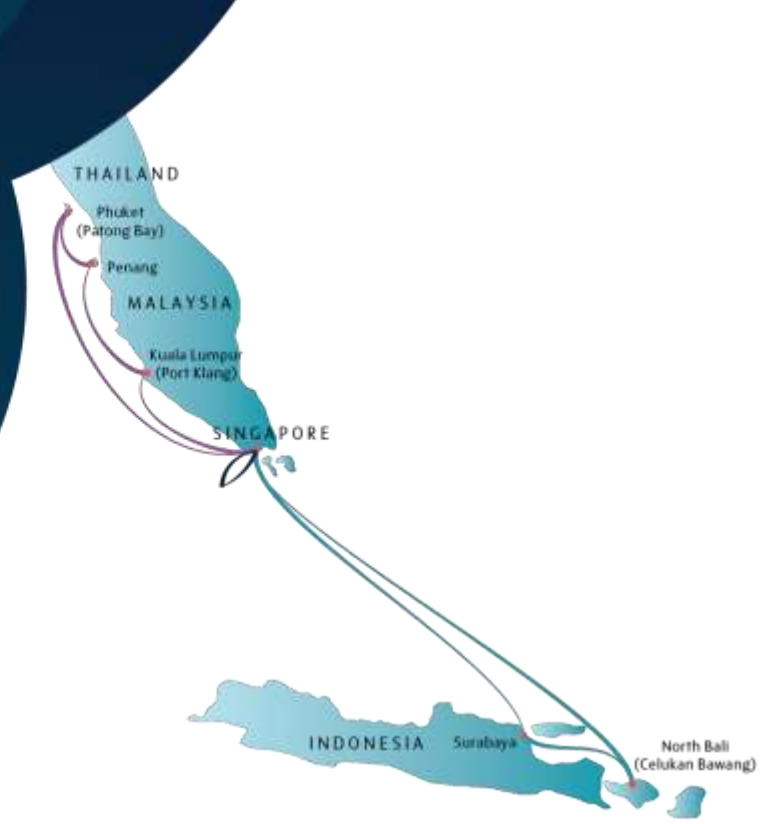 THAILAND
Phuket
(Patong Bay)
Penang
MALAYSIA
Kuala Lumpur
(Port Klang)
SINGAPORE
INDONESIA
Surabaya
North Bali
(Celukan Bawang)